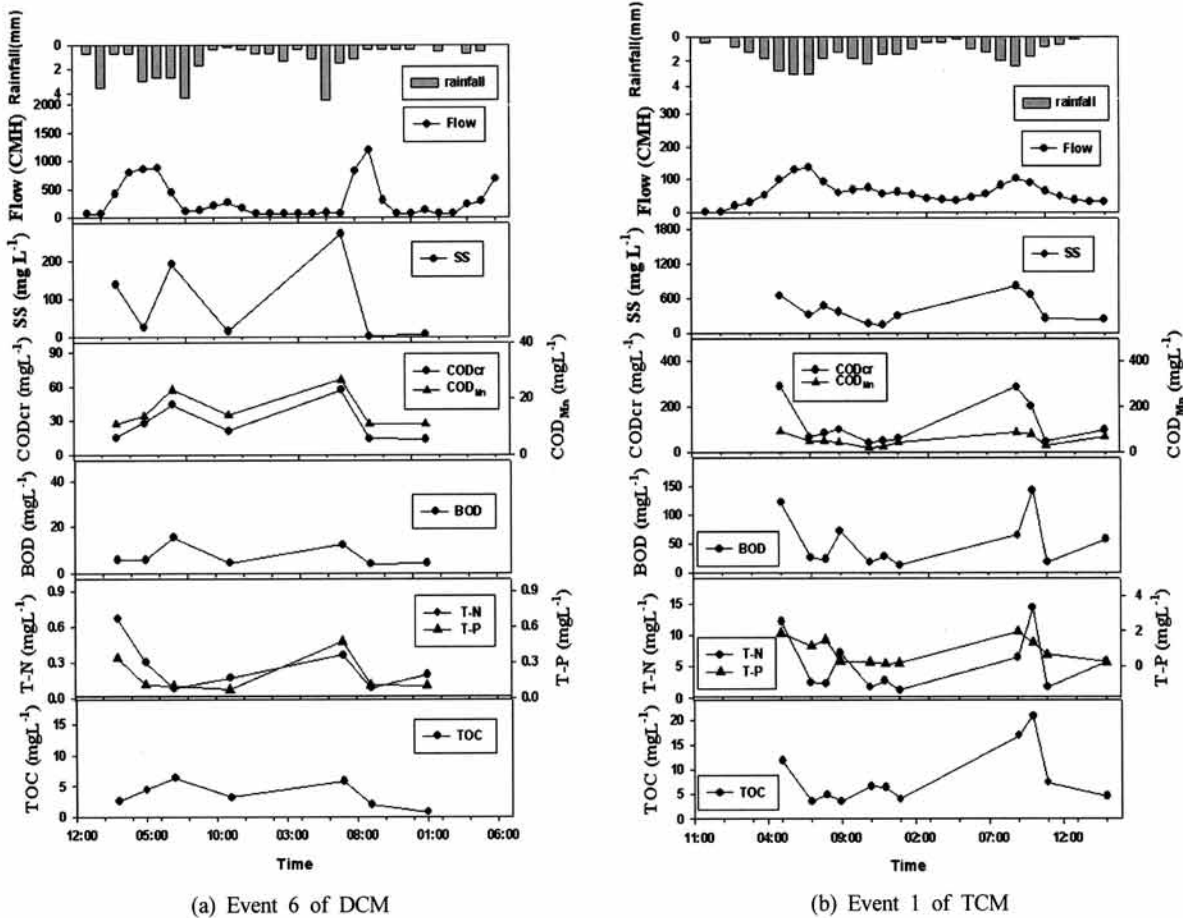 Rainfall(mm)
0
2
4
rainfall
Flow (CMH)
2000
1500
1000
500
0
Flow
SS (mg L-1)
200
100
0
SS
CODcr (mgL-1)
90
60
30
0
CODcr
CODMn
40
20
0
CODMn (mgL-1)
BOD (mgL-1)
40
20
0
BOD
T-N (mgL-1)
0.9
0.6
0.3
0.0
T-N
T-P
0.9
0.6
0.3
0.0
T-P (mgL-1)
TOC (mgL-1)
15
10
5
0
TOC
12:00 05:00 10:00 03:00 08:00 01:00 06:00
Time
(a) Event 6 of DCM
Rainfall(mm)
0
2
4
rainfall
Flow (CMH)
300
200
100
0
Flow
SS (mg L-1)
1800
1200
600
0
SS
CODcr (mgL-1)
400
200
0
CODcr
CODMn
400
200
0
CODMn (mgL-1)
BOD (mgL-1)
150
100
50
0
BOD
T-N (mgL-1)
15
10
5
0
T-N
T-P
4
2
0
T-P (mgL-1)
TOC (mgL-1)
20
15
10
5
0
TOC
11:00 04:00 09:00 02:00 07:00 12:00
Time
(b) Event 1 of TCM